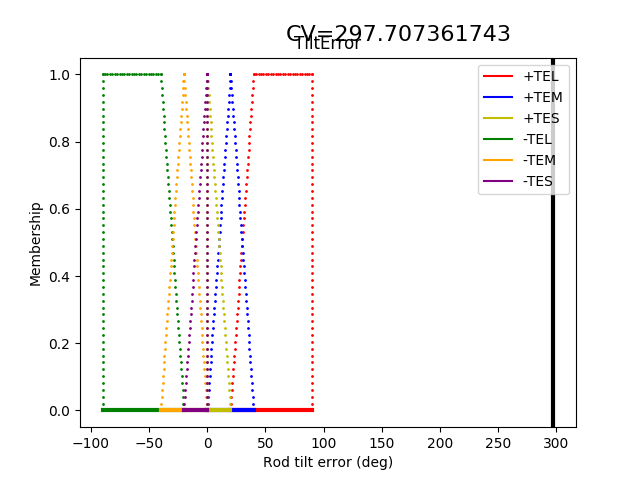 CV=297.707361743
TiltError
1.0
0.8
0.6
0.4
0.2
0.0
Membership
+TEL
+TEM
+TES
-TEL
-TEM
-TES
−100 −50 0 50 100 150 200 250 300
Rod tilt error (deg)